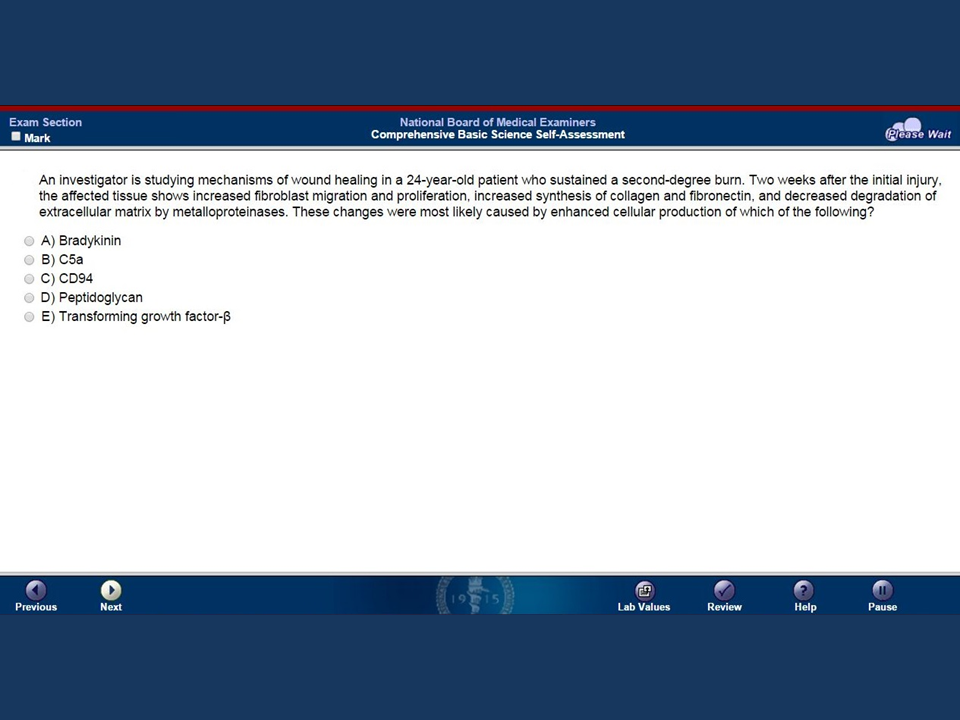 Exam Section
Mark
National Board of Medical Examiners
Comprehensive Basic Science Self-Assessment
Please Wait
An investigator is studying mechanisms of wound healing in a 24-year-old patient who sustained a second-degree burn. Two weeks after the initial injury,
the affected tissue shows increased fibroblast migration and proliferation, increased synthesis of collagen and fibronectin, and decreased degradation of
extracellular matrix by metalloproteinases. These changes were most likely caused by enhanced cellular production of which of the following?
A) Bradykinin
B) C5a
C) CD94
D) Peptidoglycan
E) Transforming growth factor-β
Previous
Next
1915
Lab Values
Review
Help
Pause